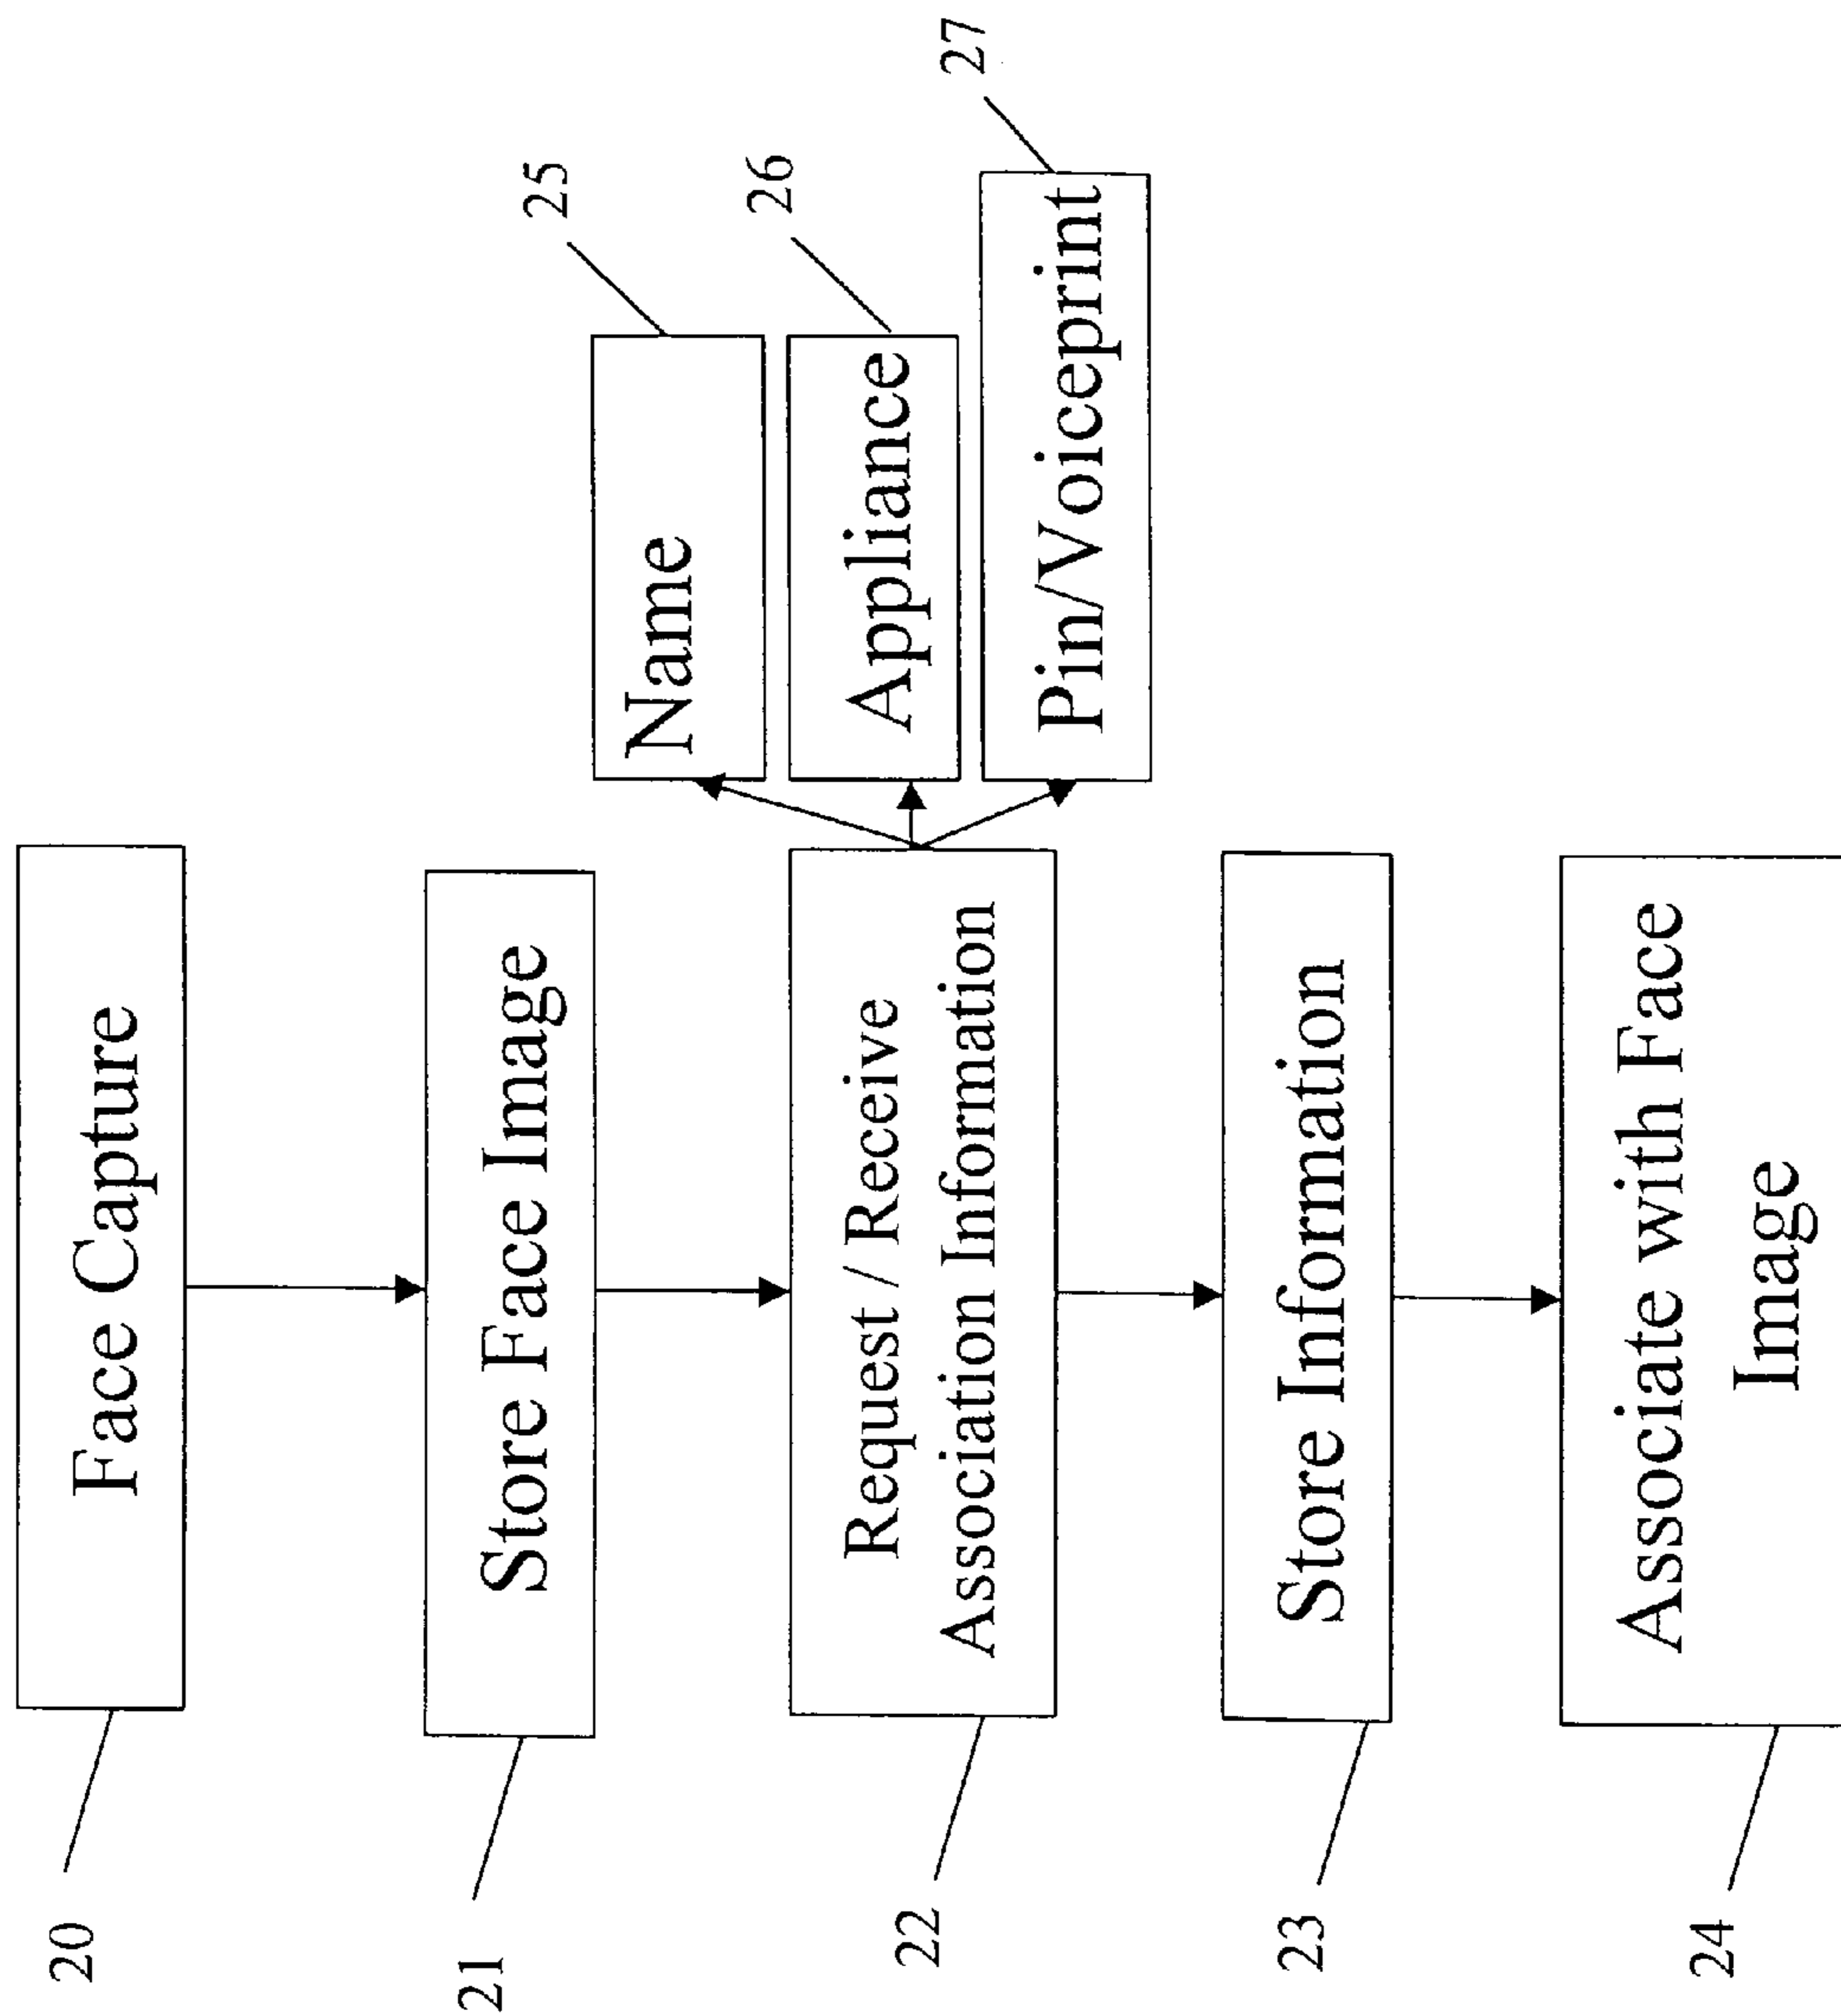 20
Face Capture
21
Store Face Image
22
Request / Receive
Association Information
Name
25
Appliance
26
Pin/Voiceprint
27
23
Store Information
24
Associate with Face
Image